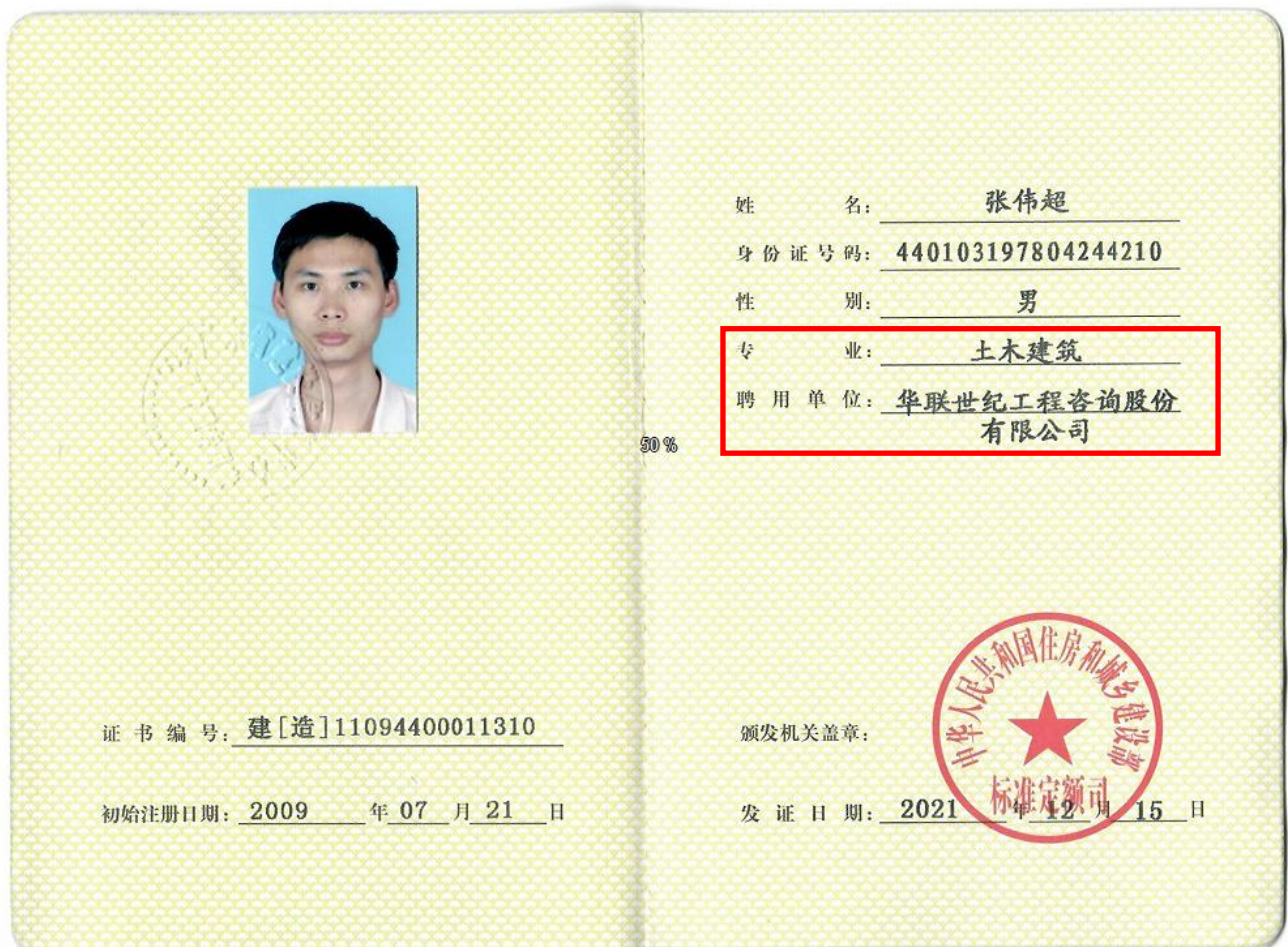 姓 名: 张伟超
身份证号码: 440103197804244210
性 别: 男
专 业: 土木建筑
聘用单位: 华联世纪工程咨询股份
有限公司
50 %
证书编号: 建[造]11094400011310
初始注册日期: 2009 年 07 月 21 日
颁发机关盖章:
中华人民共和国住房和城乡建设部
标准定额司
发证日期: 2021 年 12 月 15 日